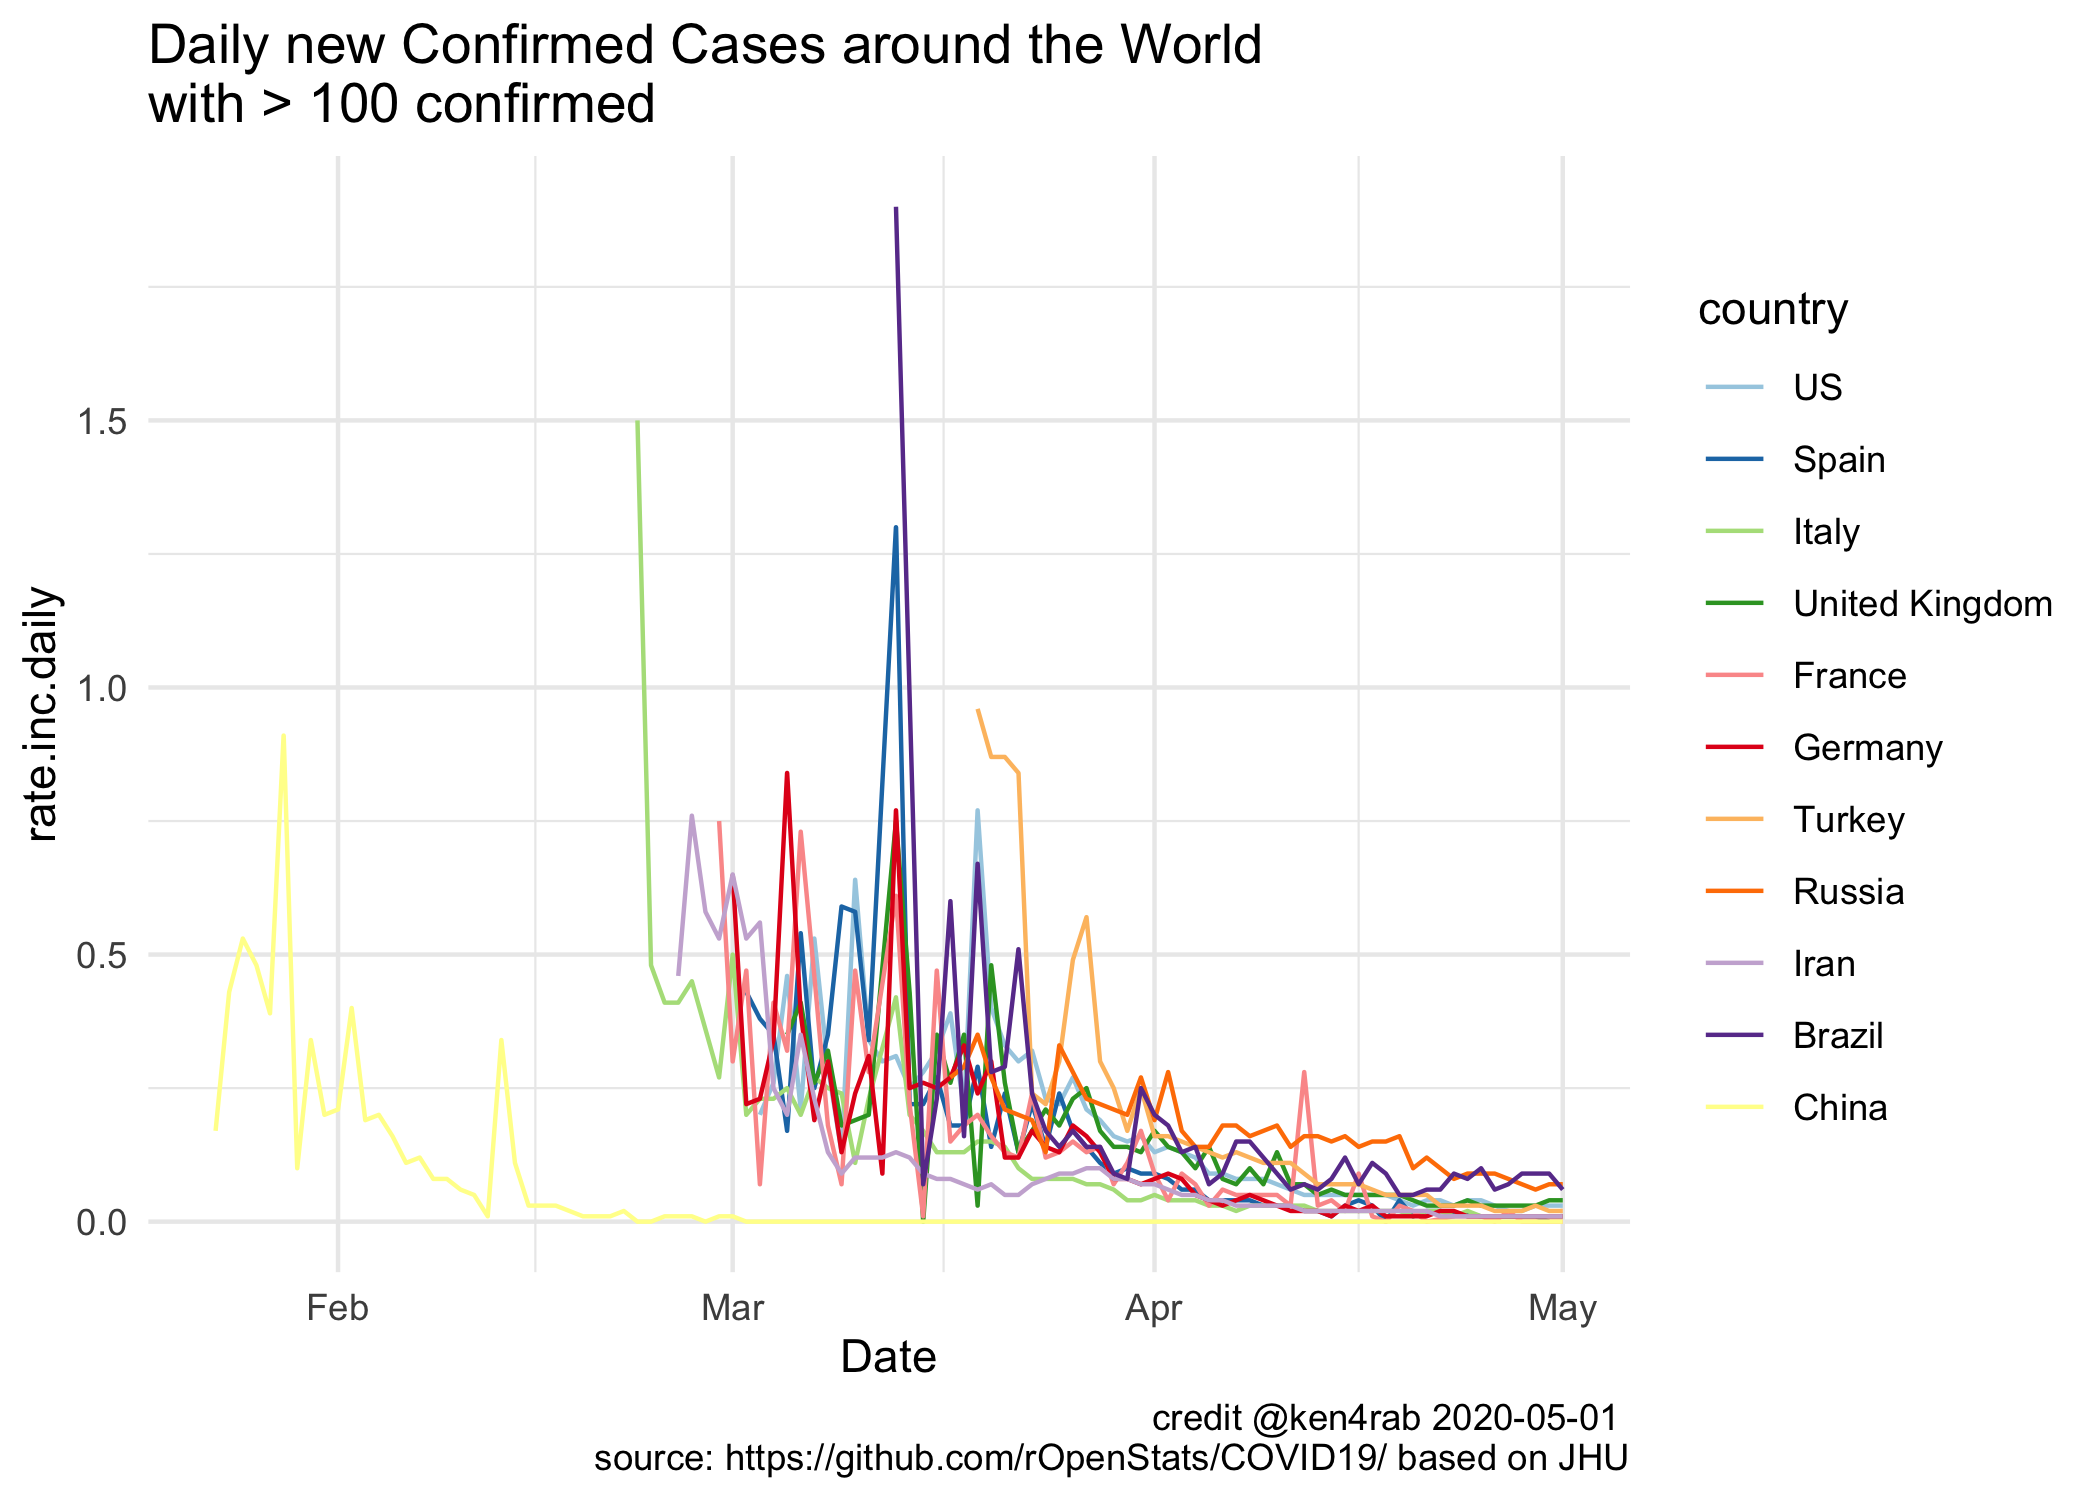 Daily new Confirmed Cases around the World
with > 100 confirmed
rate.inc.daily
1.5
1.0
0.5
0.0
Feb
Mar
Apr
May
Date
country
US
Spain
Italy
United Kingdom
France
Germany
Turkey
Russia
Iran
Brazil
China
credit @ken4rab 2020-05-01
source: https://github.com/rOpenStats/COVID19/ based on JHU